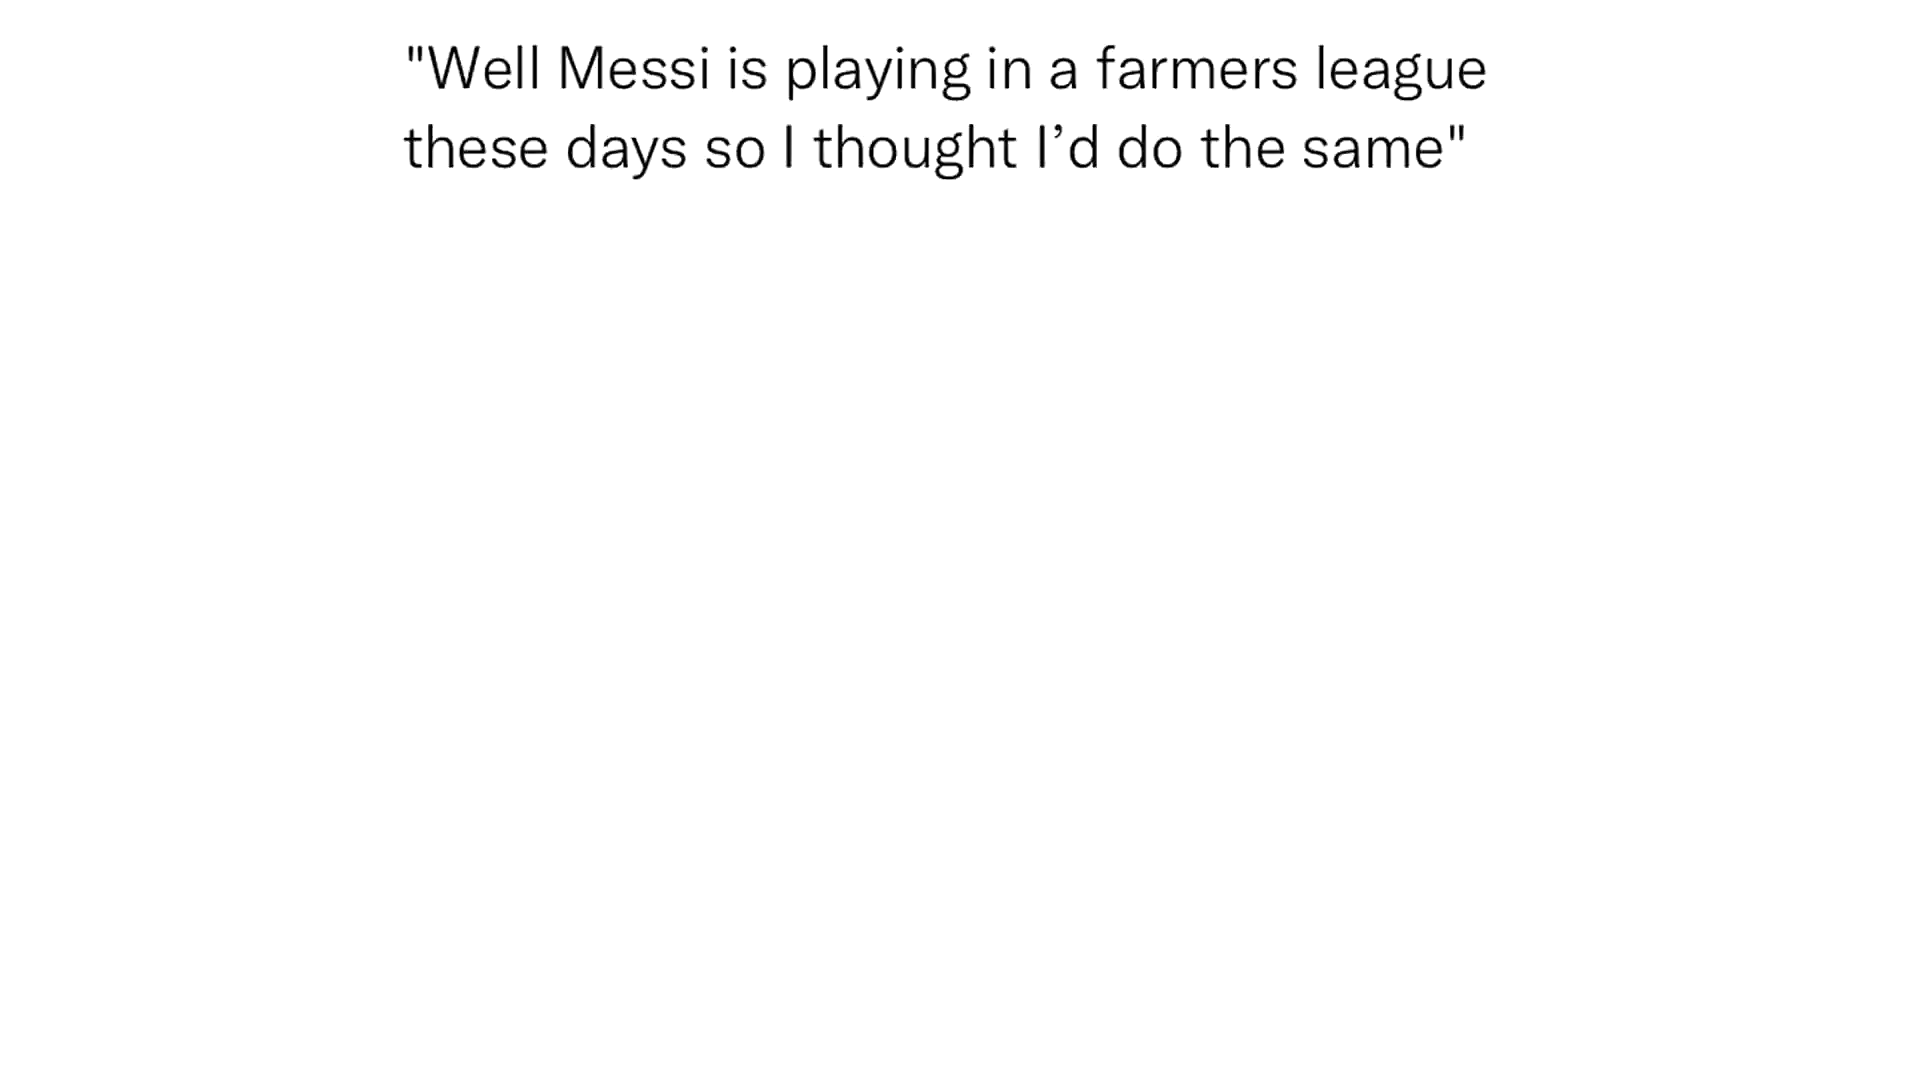 "Well Messi is playing in a farmers league
these days so I thought I’d do the same"